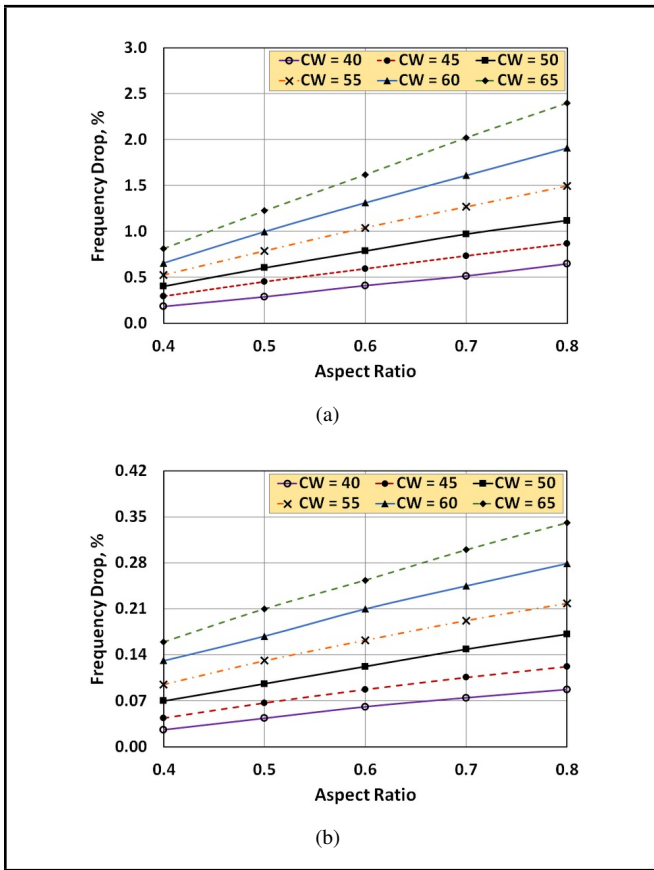 3.0
2.5
2.0
1.5
1.0
0.5
0.0
Frequency Drop, %
CW = 40 CW = 45 CW = 50
CW = 55 CW = 60 CW = 65
0.4 0.5 0.6 0.7 0.8
Aspect Ratio
(a)
0.42
0.35
0.28
0.21
0.14
0.07
0.00
Frequency Drop, %
CW = 40 CW = 45 CW = 50
CW = 55 CW = 60 CW = 65
0.4 0.5 0.6 0.7 0.8
Aspect Ratio
(b)